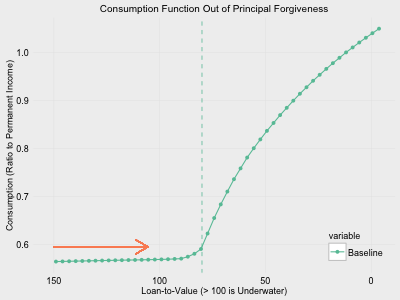 Consumption Function Out of Principal Forgiveness
Consumption (Ratio to Permanent Income)
1.0
0.9
0.8
0.7
0.6
150
100
50
0
Loan-to-Value (> 100 is Underwater)
variable
Baseline